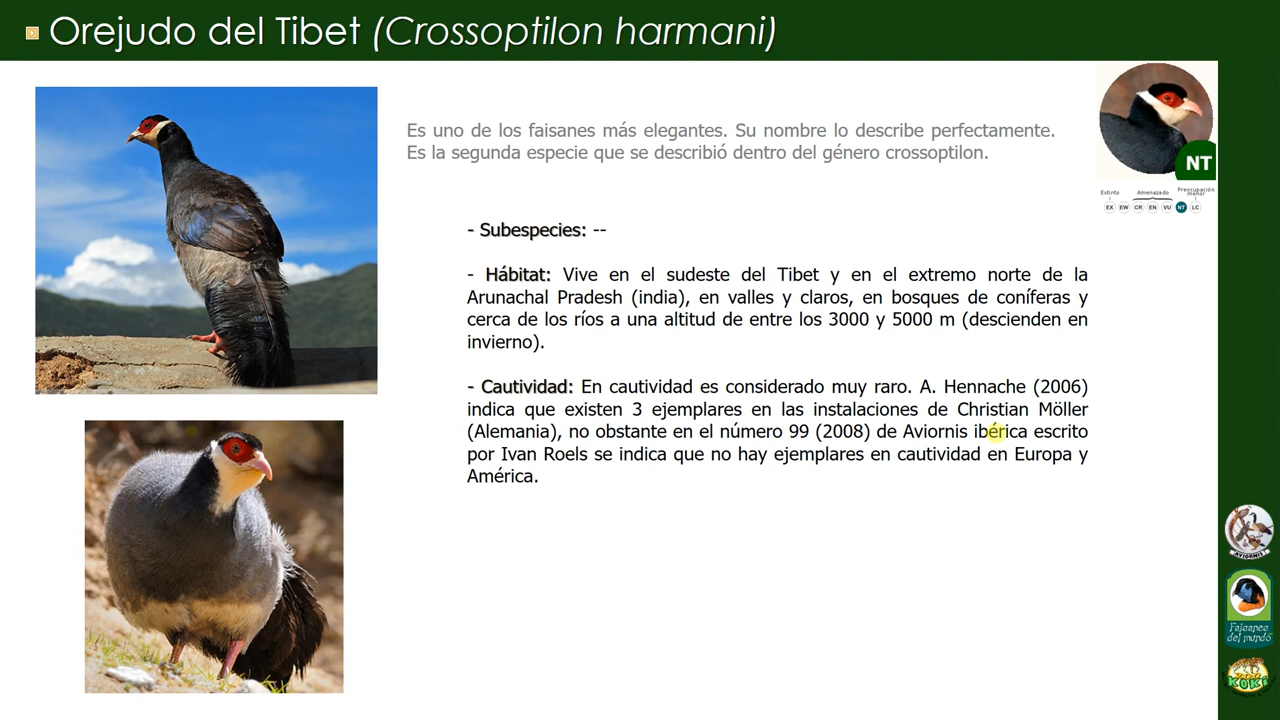 Orejudo del Tibet (Crossoptilon harmani)
Es uno de los faisanes más elegantes. Su nombre lo describe perfectamente.
Es la segunda especie que se describió dentro del género crossoptilon.
NT
Extinto Amenazado Preocupación menor
EX EW CR EN VU NT LC
- Subespecies: --
- Hábitat: Vive en el sudeste del Tibet y en el extremo norte de la
Arunachal Pradesh (india), en valles y claros, en bosques de coníferas y
cerca de los ríos a una altitud de entre los 3000 y 5000 m (descienden en
invierno).
- Cautividad: En cautividad es considerado muy raro. A. Hennache (2006)
indica que existen 3 ejemplares en las instalaciones de Christian Möller
(Alemania), no obstante en el número 99 (2008) de Aviornis ibérica escrito
por Ivan Roels se indica que no hay ejemplares en cautividad en Europa y
América.
AVIORNIS
Faisanes
del mundo
KOKI